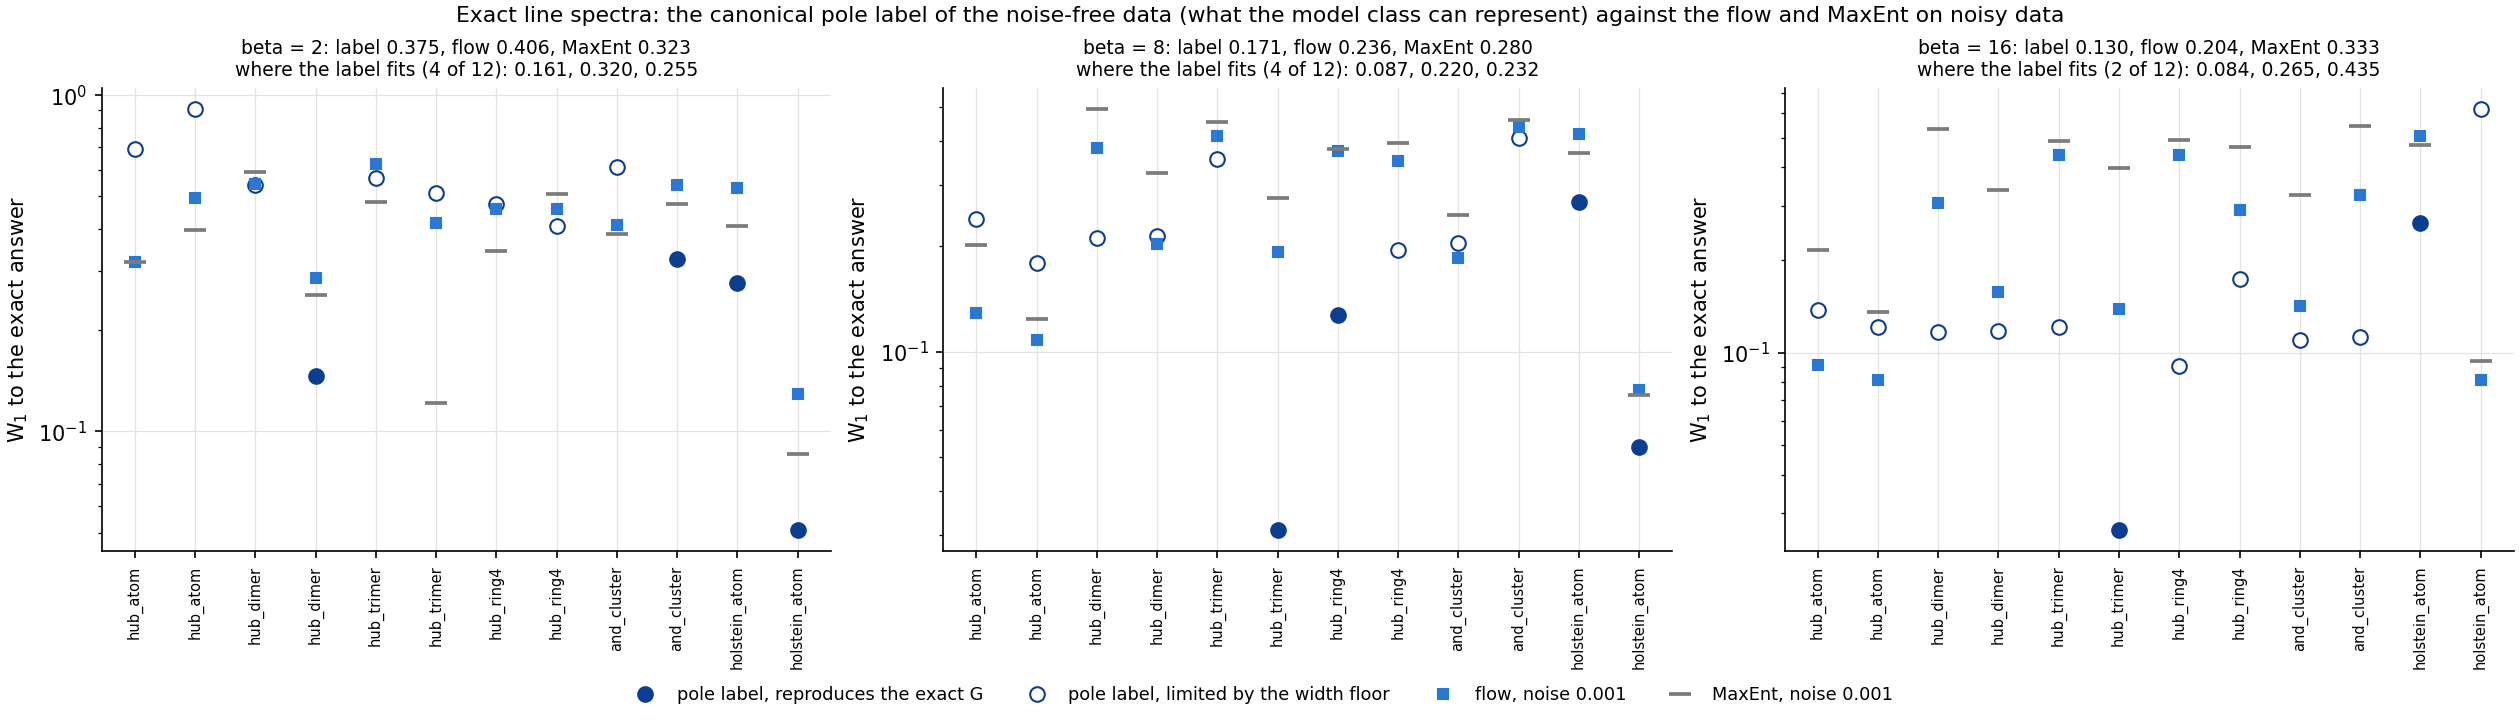 Exact line spectra: the canonical pole label of the noise-free data (what the model class can represent) against the flow and MaxEnt on noisy data
beta = 2: label 0.375, flow 0.406, MaxEnt 0.323
where the label fits (4 of 12): 0.161, 0.320, 0.255
W₁ to the exact answer
10⁰
10⁻¹
hub_atom
hub_atom
hub_dimer
hub_dimer
hub_trimer
hub_trimer
hub_ring4
hub_ring4
and_cluster
and_cluster
holstein_atom
holstein_atom
beta = 8: label 0.171, flow 0.236, MaxEnt 0.280
where the label fits (4 of 12): 0.087, 0.220, 0.232
W₁ to the exact answer
10⁻¹
hub_atom
hub_atom
hub_dimer
hub_dimer
hub_trimer
hub_trimer
hub_ring4
hub_ring4
and_cluster
and_cluster
holstein_atom
holstein_atom
beta = 16: label 0.130, flow 0.204, MaxEnt 0.333
where the label fits (2 of 12): 0.084, 0.265, 0.435
W₁ to the exact answer
10⁻¹
hub_atom
hub_atom
hub_dimer
hub_dimer
hub_trimer
hub_trimer
hub_ring4
hub_ring4
and_cluster
and_cluster
holstein_atom
holstein_atom
pole label, reproduces the exact G
pole label, limited by the width floor
flow, noise 0.001
MaxEnt, noise 0.001